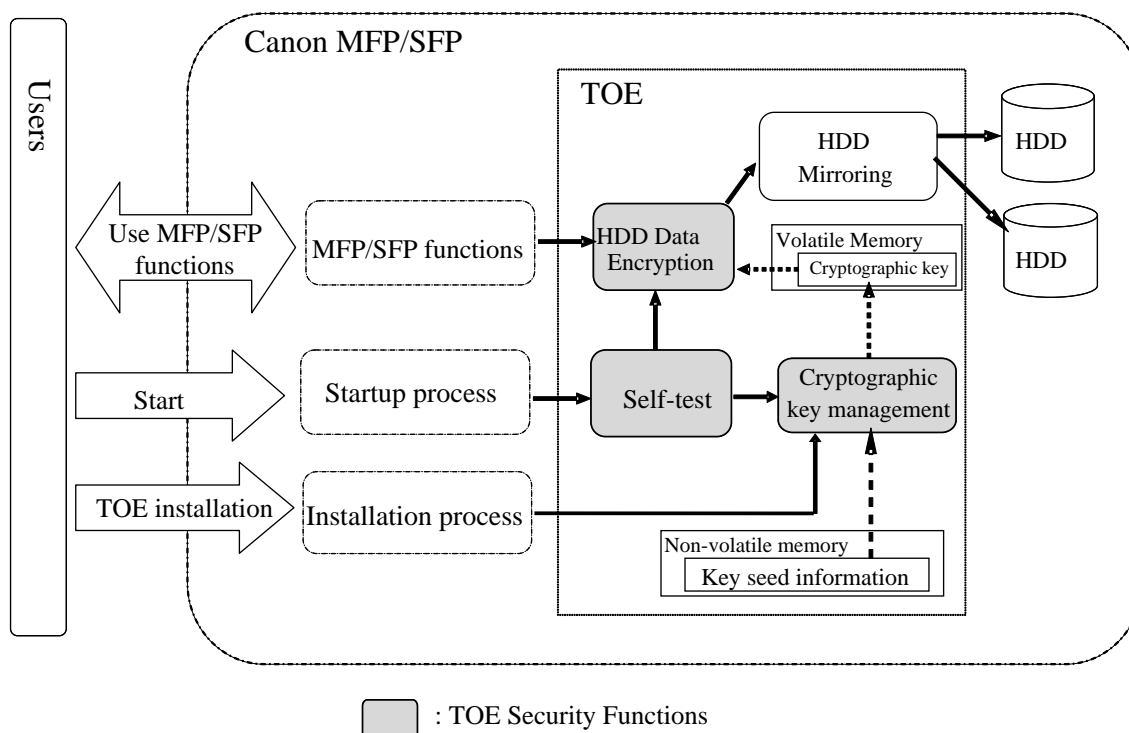 Canon MFP/SFP
Users
TOE
HDD
Mirroring
HDD
HDD
Use MFP/SFP
functions
MFP/SFP functions
HDD Data
Encryption
Volatile Memory
Cryptographic key
Start
Startup process
Self-test
Cryptographic
key management
TOE installation
Installation process
Non-volatile memory
Key seed information
: TOE Security Functions